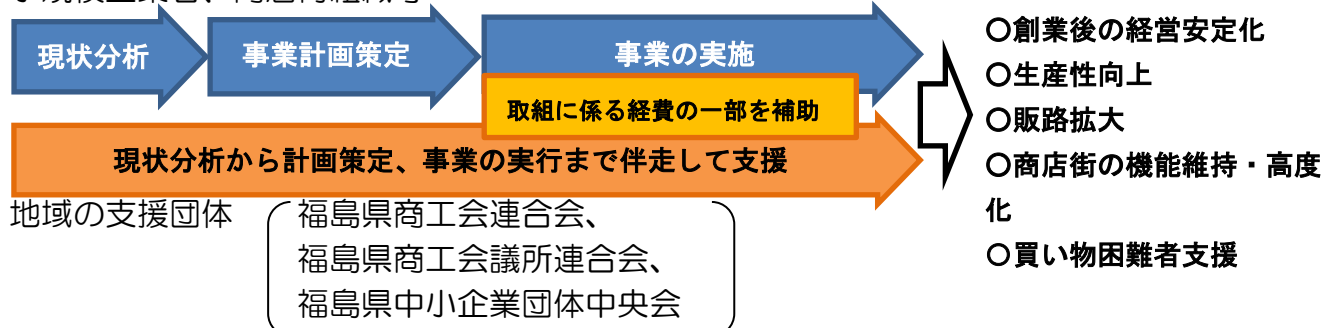 現状分析
事業計画策定
事業の実施
取組に係る経費の一部を補助
現状分析から計画策定、事業の実行まで伴走して支援
地域の支援団体
福島県商工会連合会、
福島県商工会議所連合会、
福島県中小企業団体中央会
〇創業後の経営安定化
〇生産性向上
〇販路拡大
〇商店街の機能維持・高度
化
〇買い物困難者支援